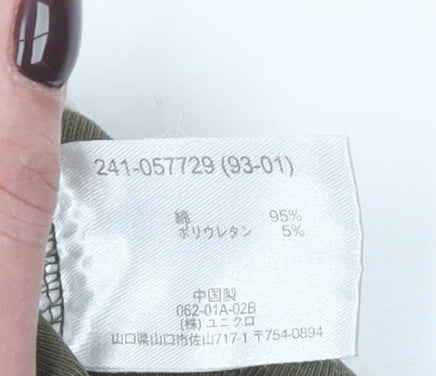 241-057729 (93-01)
綿 95%
ポリウレタン 5%
中国製
062-01A-02B
(株) ユニクロ
山口県山口市佐山717-1 〒754-0894